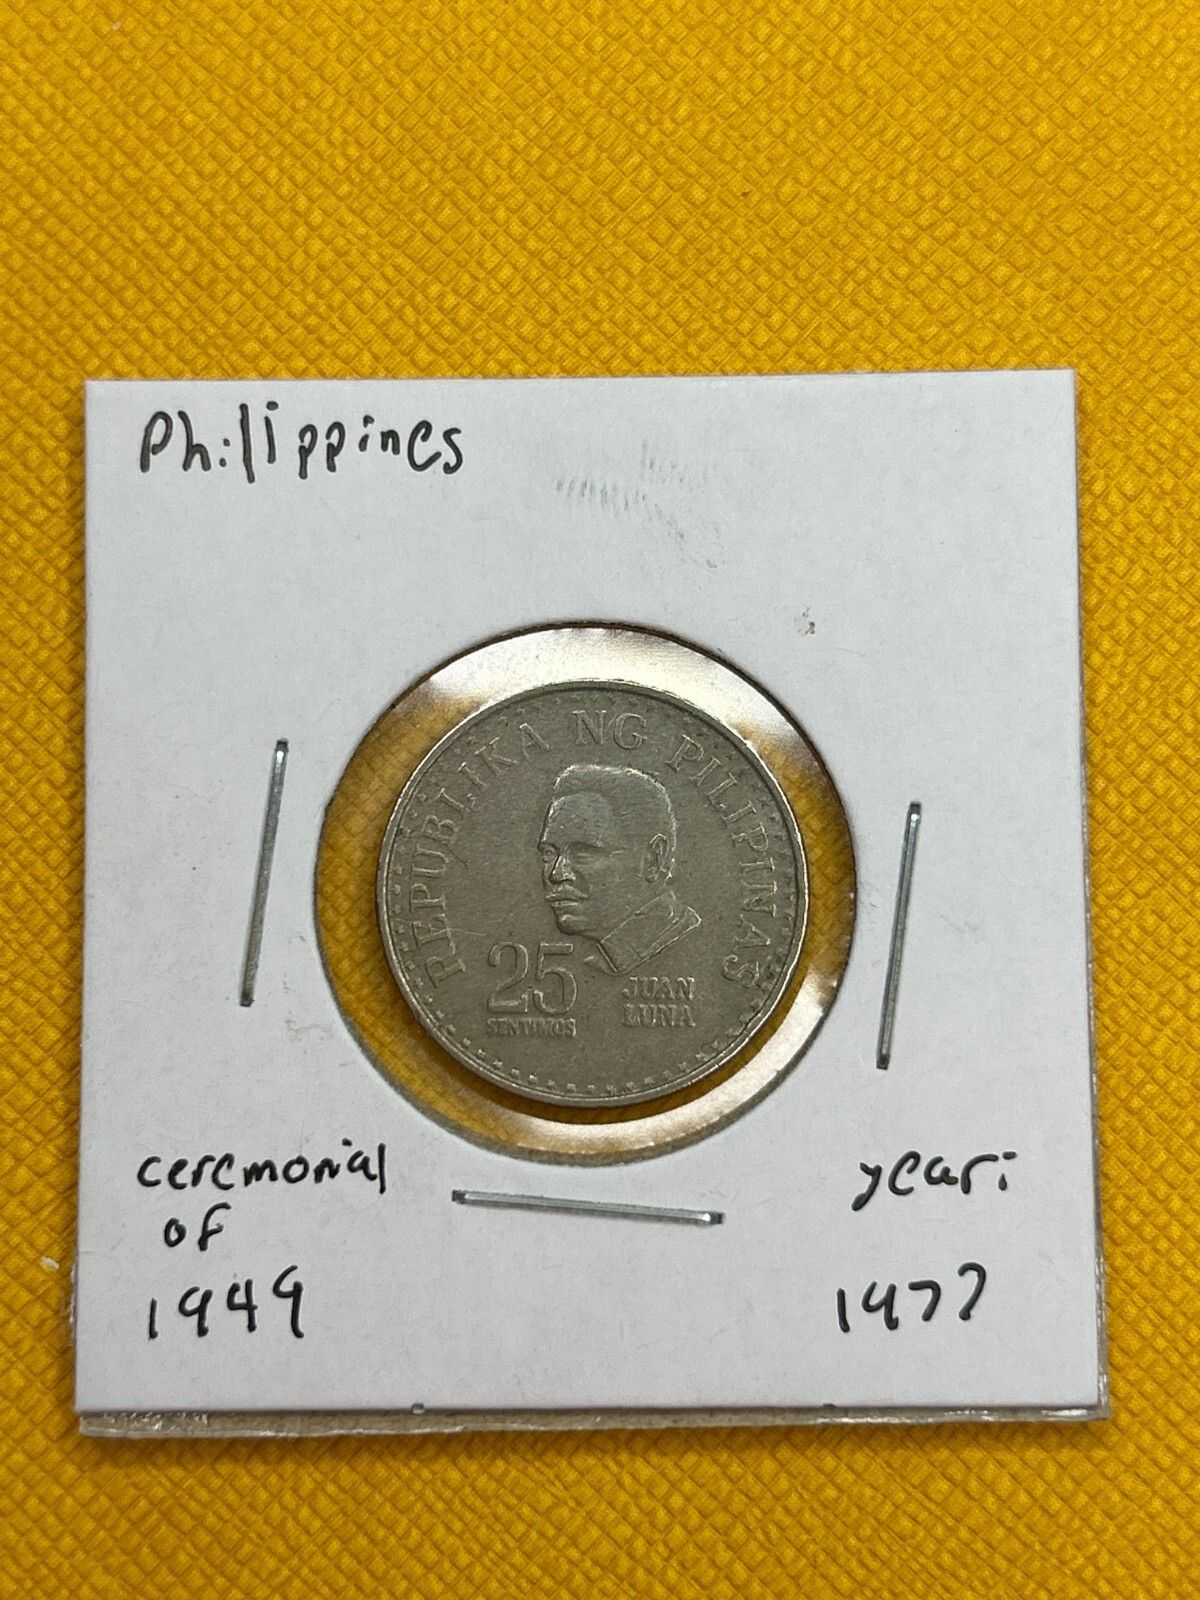 Philippines
REPUBLIKA NG PILIPINAS
25
SENTIMOS
JUAN
LUNA
ceremonial
of
1949
year:
1977